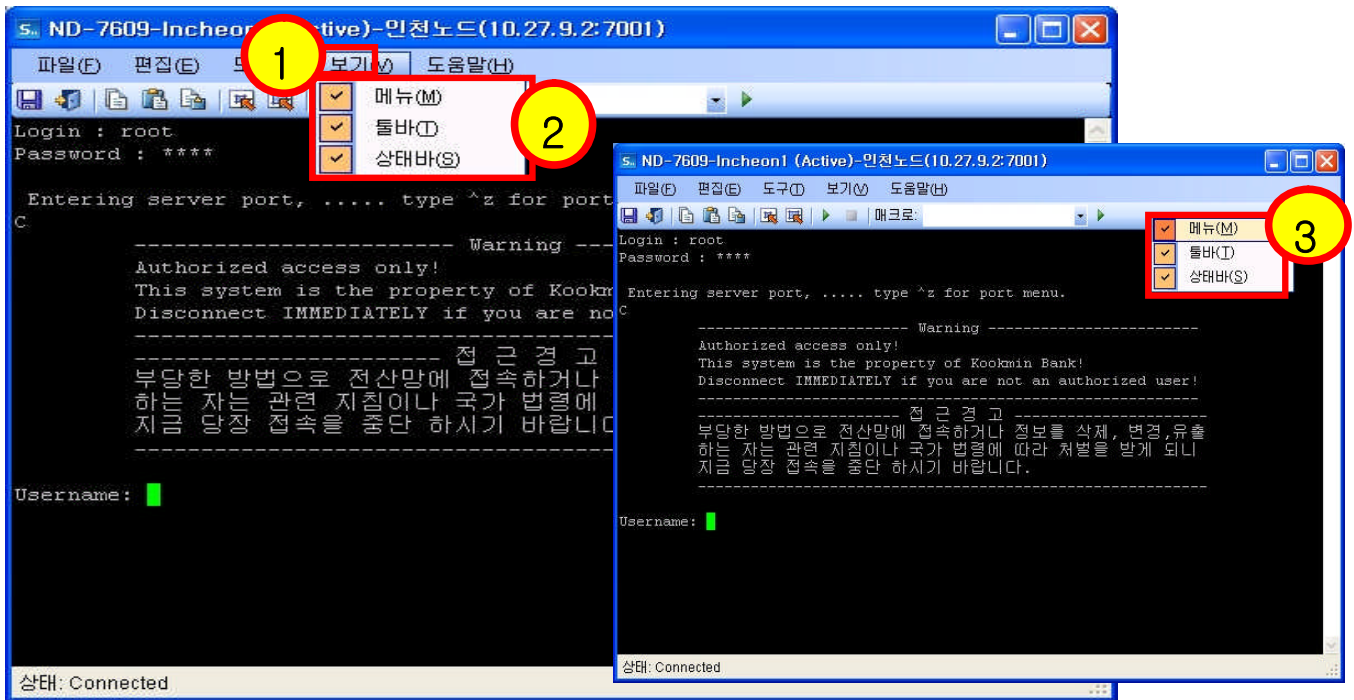 ND-7609-Incheon tive)-인천노드(10.27.9.2:7001)
파일(F) 편집(E) 보기(V) 도움말(H)
1
메뉴(M)
툴바(T)
상태바(S)
2
Login : root
Password : ****
Entering server port, ..... type ^z for port
C
------------------------- Warning ---
Authorized access only!
This system is the property of Kookm
Disconnect IMMEDIATELY if you are no
------------------------ 접 근 경 고
부당한 방법으로 전산망에 접속하거나
하는 자는 관련 지침이나 국가 법령에
지금 당장 접속을 중단 하시기 바랍니다
Username:
상태: Connected
ND-7609-Incheon1 (Active)-인천노드(10.27.9.2:7001)
파일(F) 편집(E) 도구(T) 보기(V) 도움말(H)
매크로:
메뉴(M)
툴바(T)
상태바(S)
3
Login : root
Password : ****
Entering server port, ..... type ^z for port menu.
C
------------------------ Warning ------------------------
Authorized access only!
This system is the property of Kookmin Bank!
Disconnect IMMEDIATELY if you are not an authorized user!
---------------------------------------------------------
----------------------- 접 근 경 고 ----------------------
부당한 방법으로 전산망에 접속하거나 정보를 삭제, 변경,유출
하는 자는 관련 지침이나 국가 법령에 따라 처벌을 받게 되니
지금 당장 접속을 중단 하시기 바랍니다.
----------------------------------------------------------
Username:
상태: Connected